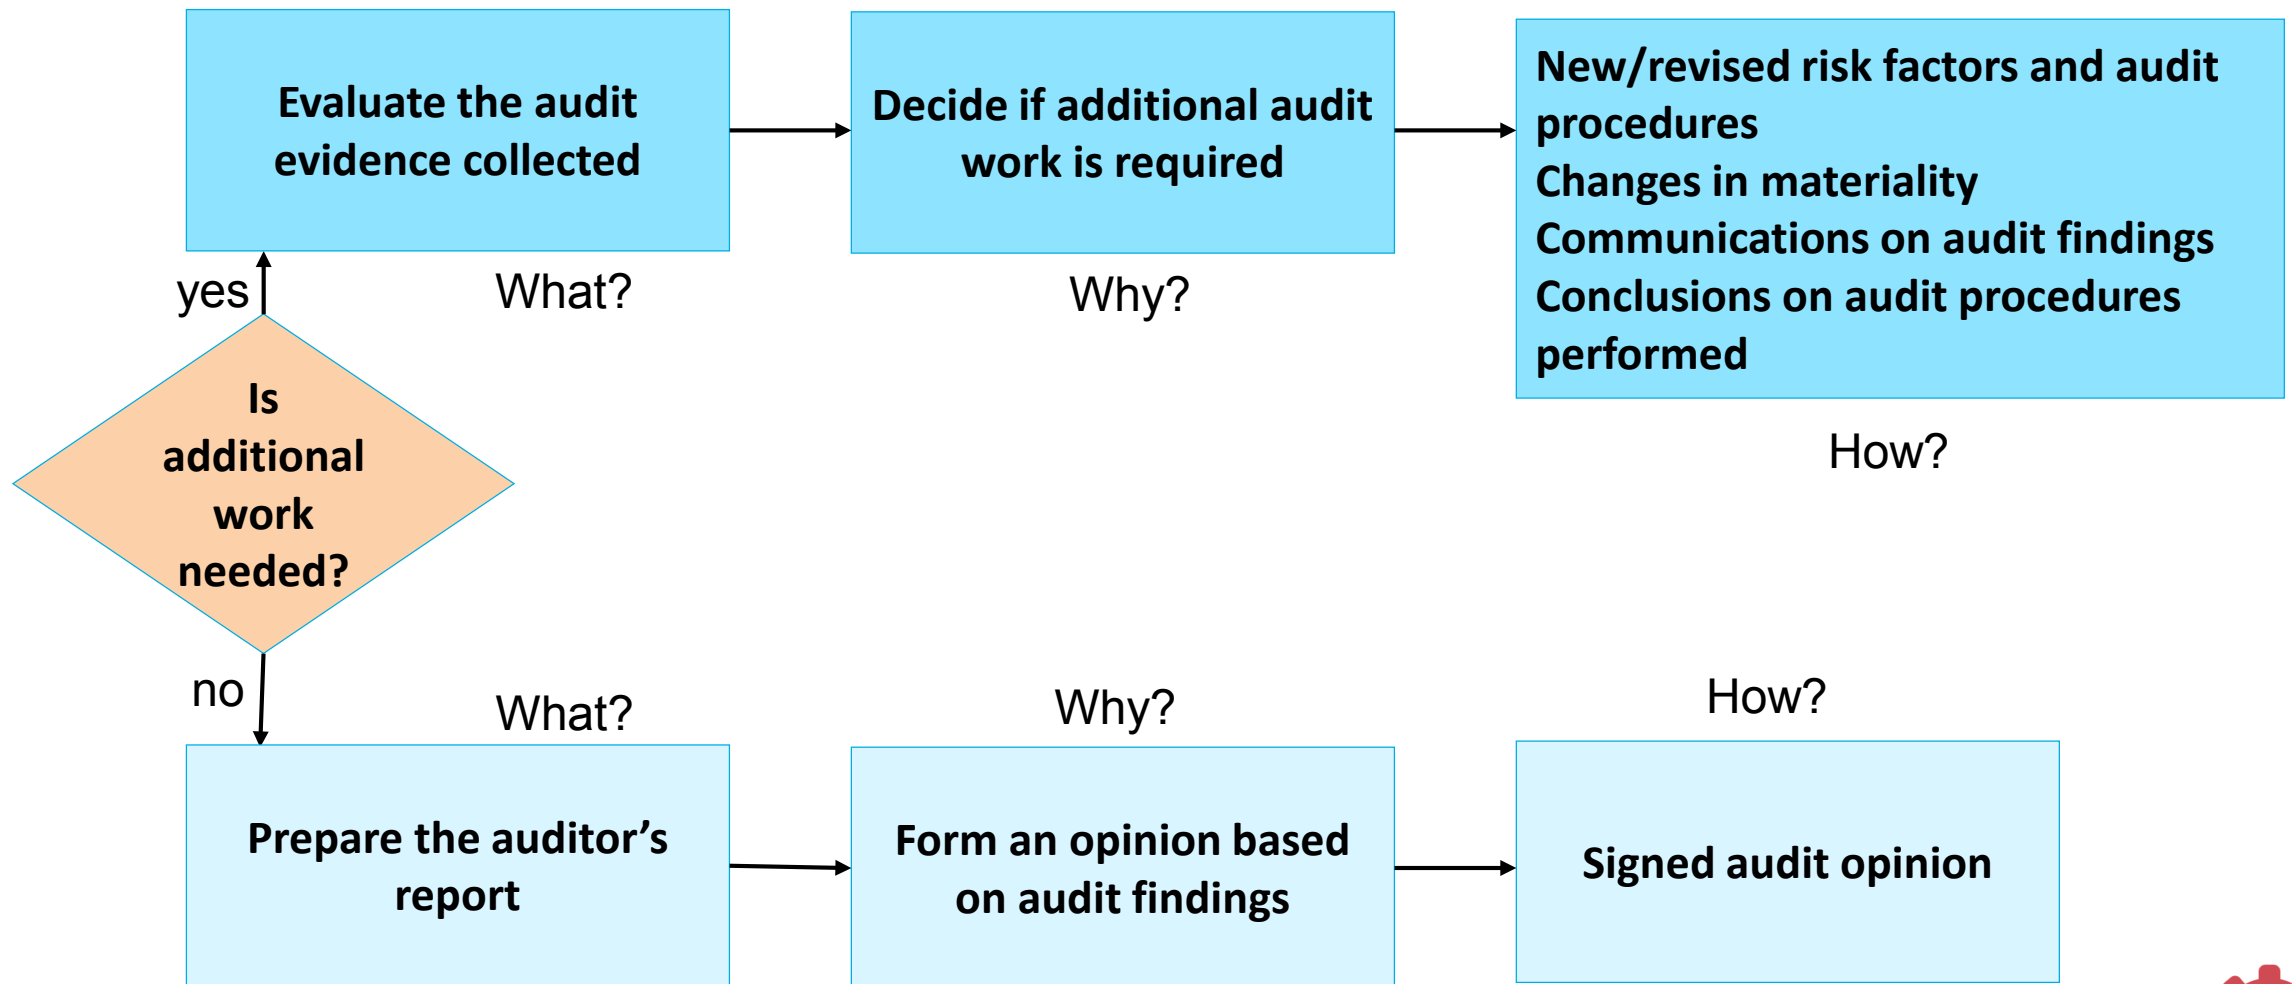 Evaluate the audit
evidence collected
Decide if additional audit
work is required
New/revised risk factors and audit
procedures
Changes in materiality
Communications on audit findings
Conclusions on audit procedures
performed
yes
What?
Why?
How?
Is
additional
work
needed?
no
What?
Why?
How?
Prepare the auditor’s
report
Form an opinion based
on audit findings
Signed audit opinion